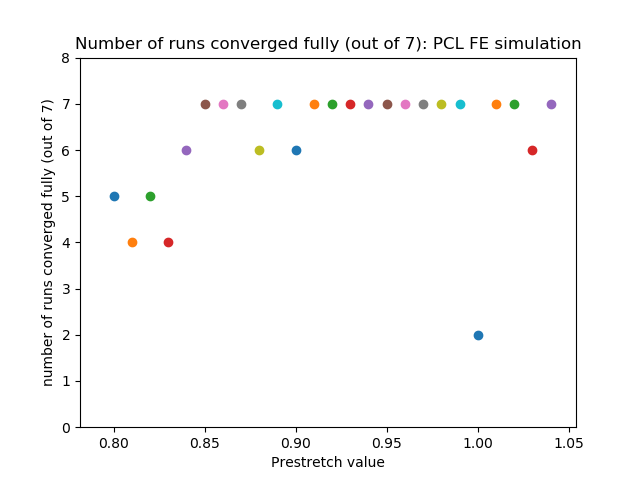 Number of runs converged fully (out of 7): PCL FE simulation
8
7
6
5
4
3
2
1
0
number of runs converged fully (out of 7)
0.80 0.85 0.90 0.95 1.00 1.05
Prestretch value